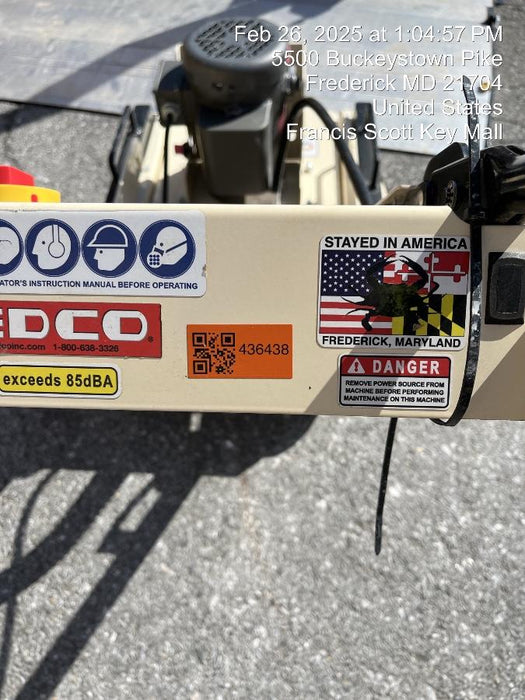 Feb 26, 2025 at 1:04:57 PM
5500 Buckeystown Pike
Frederick MD 21704
United States
Francis Scott Key Mall
ATOR'S INSTRUCTION MANUAL BEFORE OPERATING
EDCO
coinc.com 1-800-638-3326
exceeds 85dBA
436438
STAYED IN AMERICA
FREDERICK, MARYLAND
DANGER
REMOVE POWER SOURCE FROM
MACHINE BEFORE PERFORMING
MAINTENANCE ON THIS MACHINE